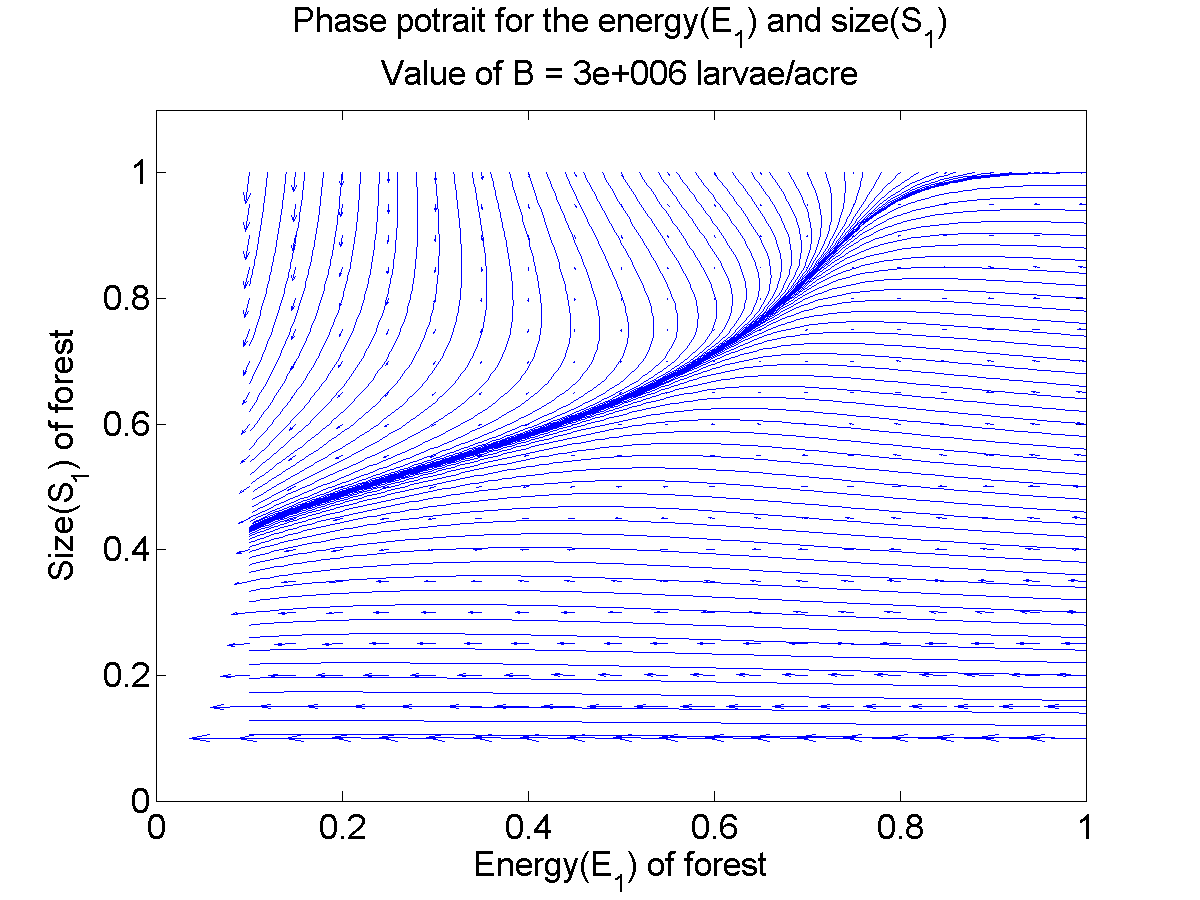 Phase potrait for the energy(E₁) and size(S₁)
Value of B = 3e+006 larvae/acre
Size(S₁) of forest
1
0.8
0.6
0.4
0.2
0
0 0.2 0.4 0.6 0.8 1
Energy(E₁) of forest